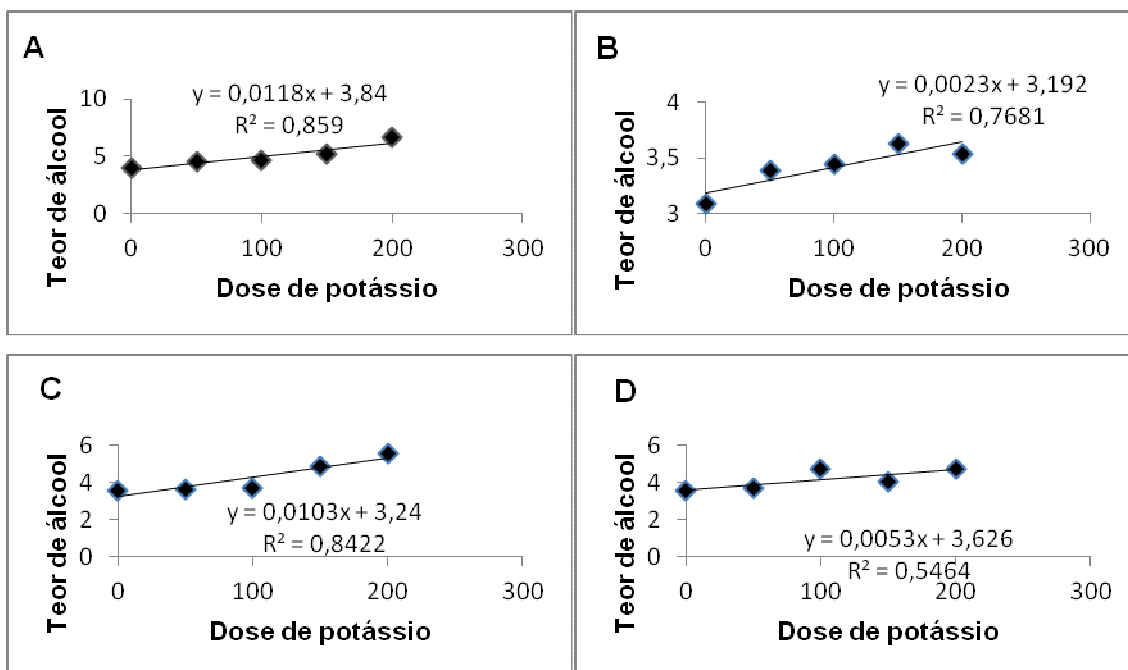 A
y = 0,0118x + 3,84
R² = 0,859
10
5
0
0 100 200 300
Teor de álcool
Dose de potássio
B
y = 0,0023x + 3,192
R² = 0,7681
4
3,5
3
0 100 200 300
Teor de álcool
Dose de potássio
C
6
4
2
0
y = 0,0103x + 3,24
R² = 0,8422
0 100 200 300
Teor de álcool
Dose de potássio
D
6
4
2
0
y = 0,0053x + 3,626
R² = 0,5464
0 100 200 300
Teor de álcool
Dose de potássio